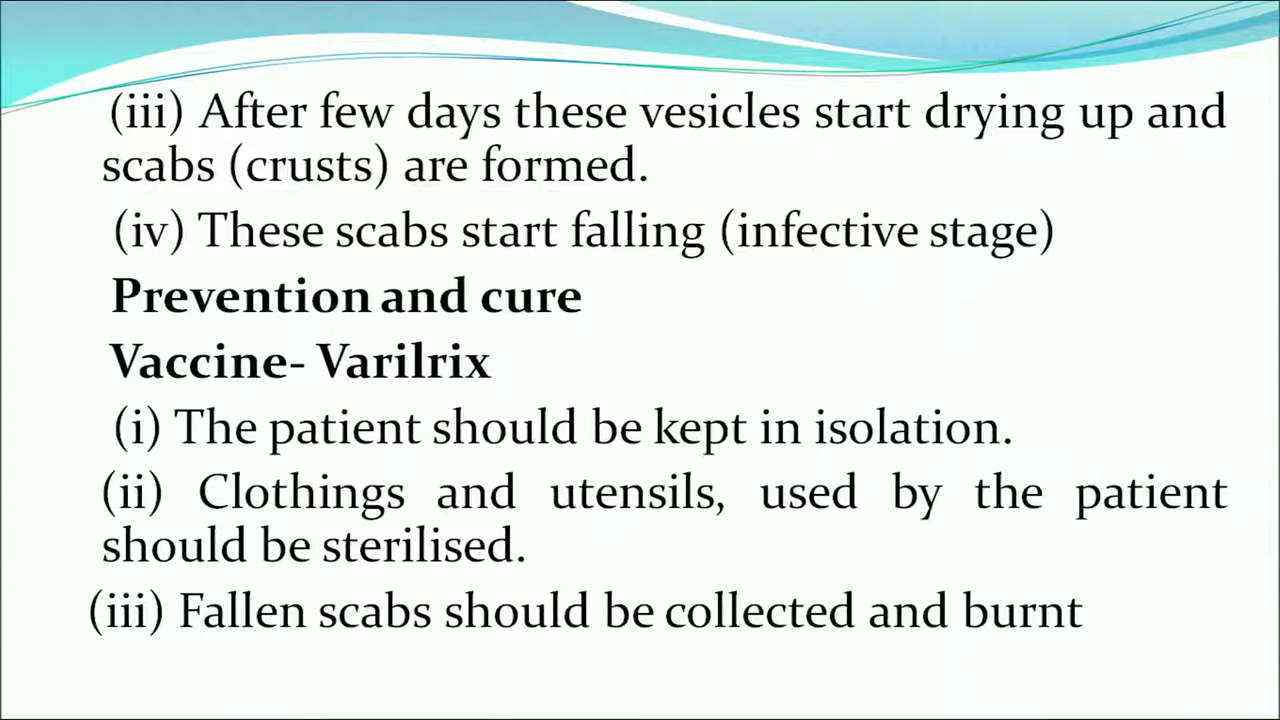 (iii) After few days these vesicles start drying up and
scabs (crusts) are formed.
(iv) These scabs start falling (infective stage)
Prevention and cure
Vaccine- Varilrix
(i) The patient should be kept in isolation.
(ii) Clothings and utensils, used by the patient
should be sterilised.
(iii) Fallen scabs should be collected and burnt